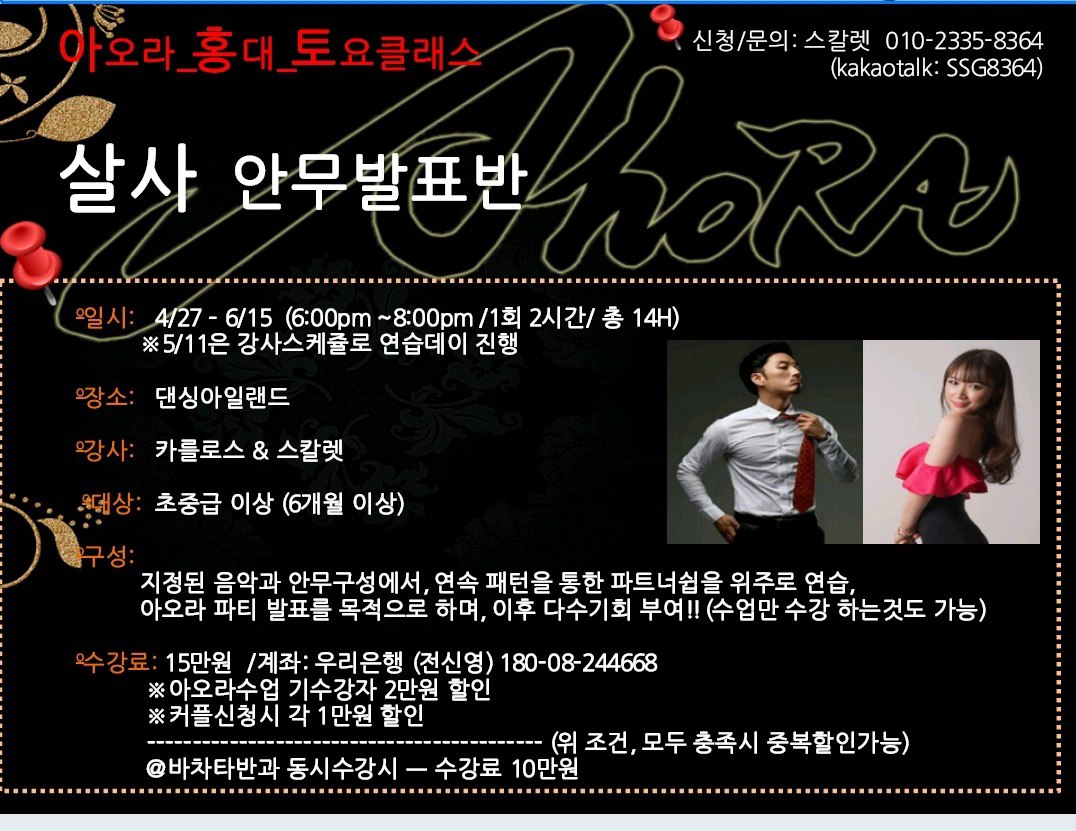 아오라_홍대_토요클래스
신청/문의: 스칼렛 010-2335-8364
(kakaotalk: SSG8364)
AhoRA
살사 안무발표반
일시: 4/27 - 6/15 (6:00pm ~8:00pm /1회 2시간/ 총 14H)
※5/11은 강사스케쥴로 연습데이 진행
장소: 댄싱아일랜드
강사: 카를로스 & 스칼렛
대상: 초중급 이상 (6개월 이상)
구성:
지정된 음악과 안무구성에서, 연속 패턴을 통한 파트너쉽을 위주로 연습,
아오라 파티 발표를 목적으로 하며, 이후 다수기회 부여!! (수업만 수강 하는것도 가능)
수강료: 15만원 /계좌: 우리은행 (전신영) 180-08-244668
※아오라수업 기수강자 2만원 할인
※커플신청시 각 1만원 할인
-------------------------------------------- (위 조건, 모두 충족시 중복할인가능)
@바차타반과 동시수강시 — 수강료 10만원